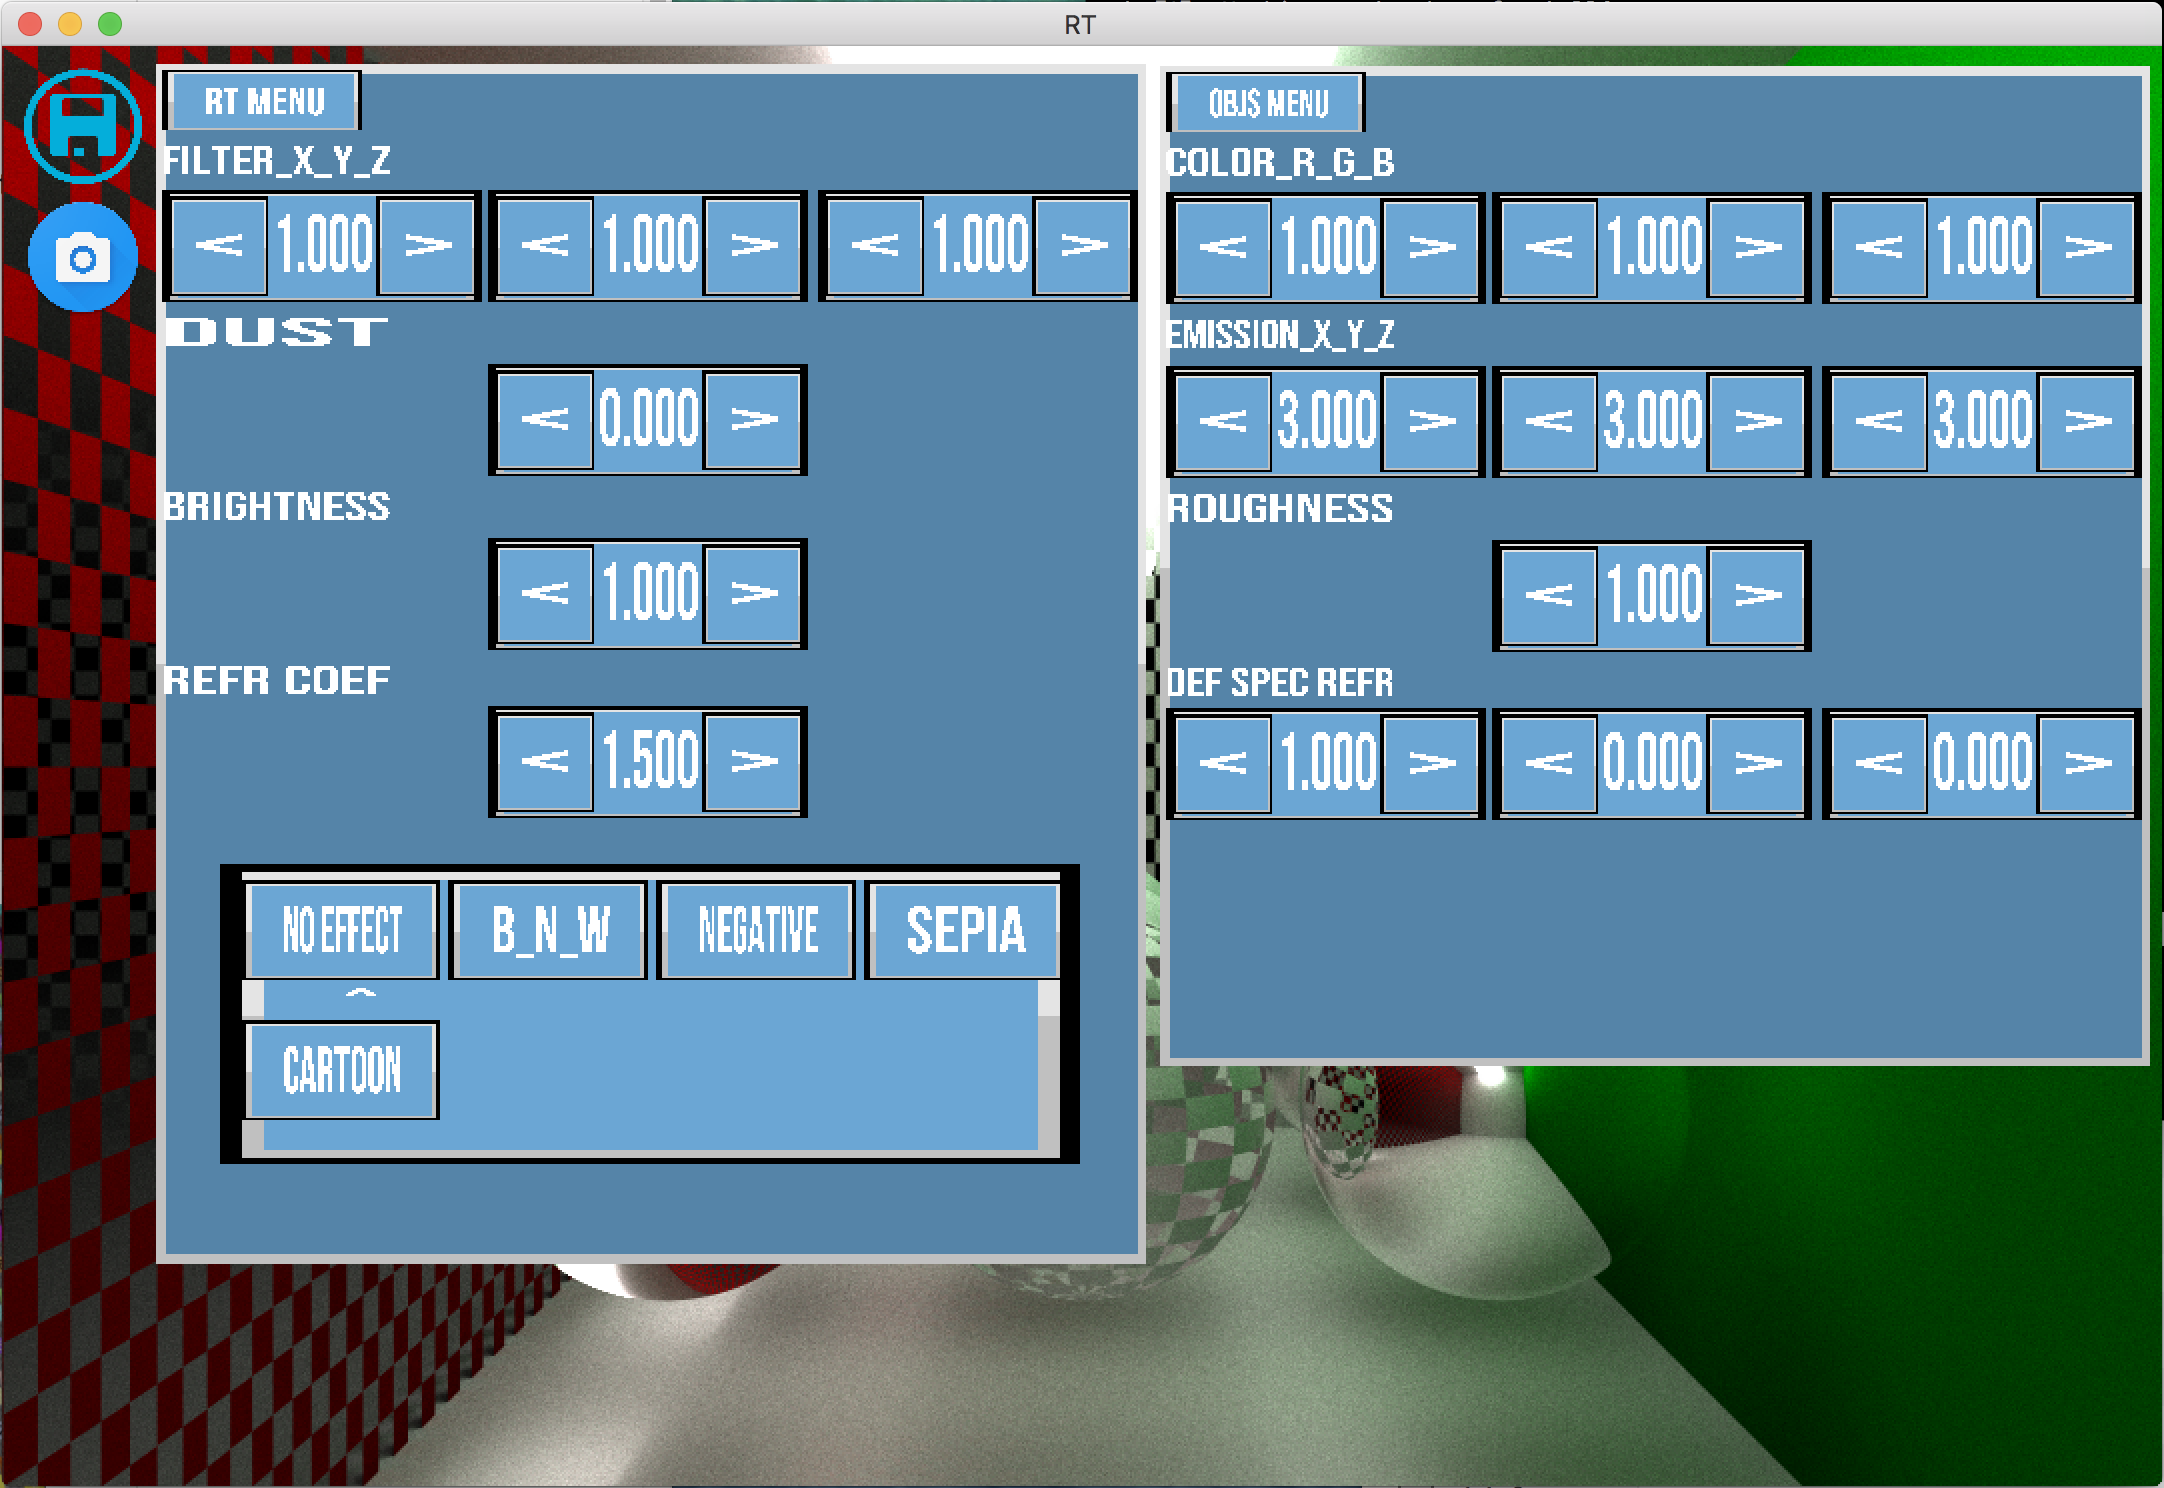 RT
RT MENU
FILTER_X_Y_Z
< 1.000 > < 1.000 > < 1.000 >
DUST
< 0.000 >
BRIGHTNESS
< 1.000 >
REFR COEF
< 1.500 >
NO EFFECT B_N_W NEGATIVE SEPIA
^
CARTOON
OBJS MENU
COLOR_R_G_B
< 1.000 > < 1.000 > < 1.000 >
EMISSION_X_Y_Z
< 3.000 > < 3.000 > < 3.000 >
ROUGHNESS
< 1.000 >
DEF SPEC REFR
< 1.000 > < 0.000 > < 0.000 >